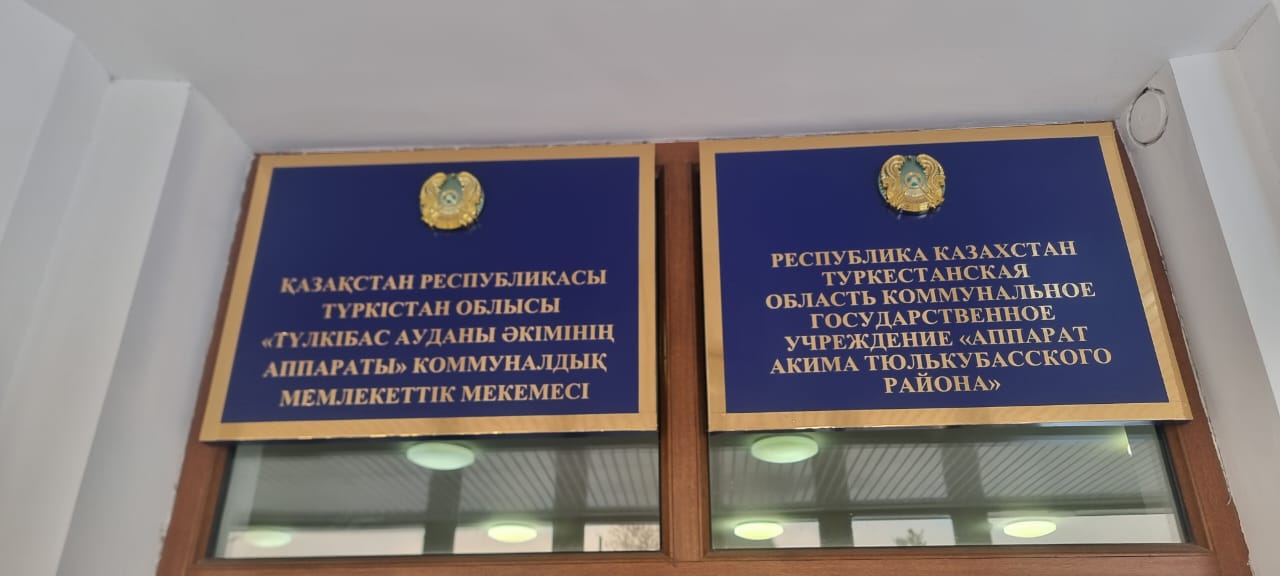 ҚАЗАҚСТАН РЕСПУБЛИКАСЫ
ТҮРКІСТАН ОБЛЫСЫ
«ТҮЛКІБАС АУДАНЫ ӘКІМІНІҢ
АППАРАТЫ» КОММУНАЛДЫҚ
МЕМЛЕКЕТТІК МЕКЕМЕСІ
РЕСПУБЛИКА КАЗАХСТАН
ТУРКЕСТАНСКАЯ
ОБЛАСТЬ КОММУНАЛЬНОЕ
ГОСУДАРСТВЕННОЕ
УЧРЕЖДЕНИЕ «АППАРАТ
АКИМА ТЮЛЬКУБАССКОГО
РАЙОНА»